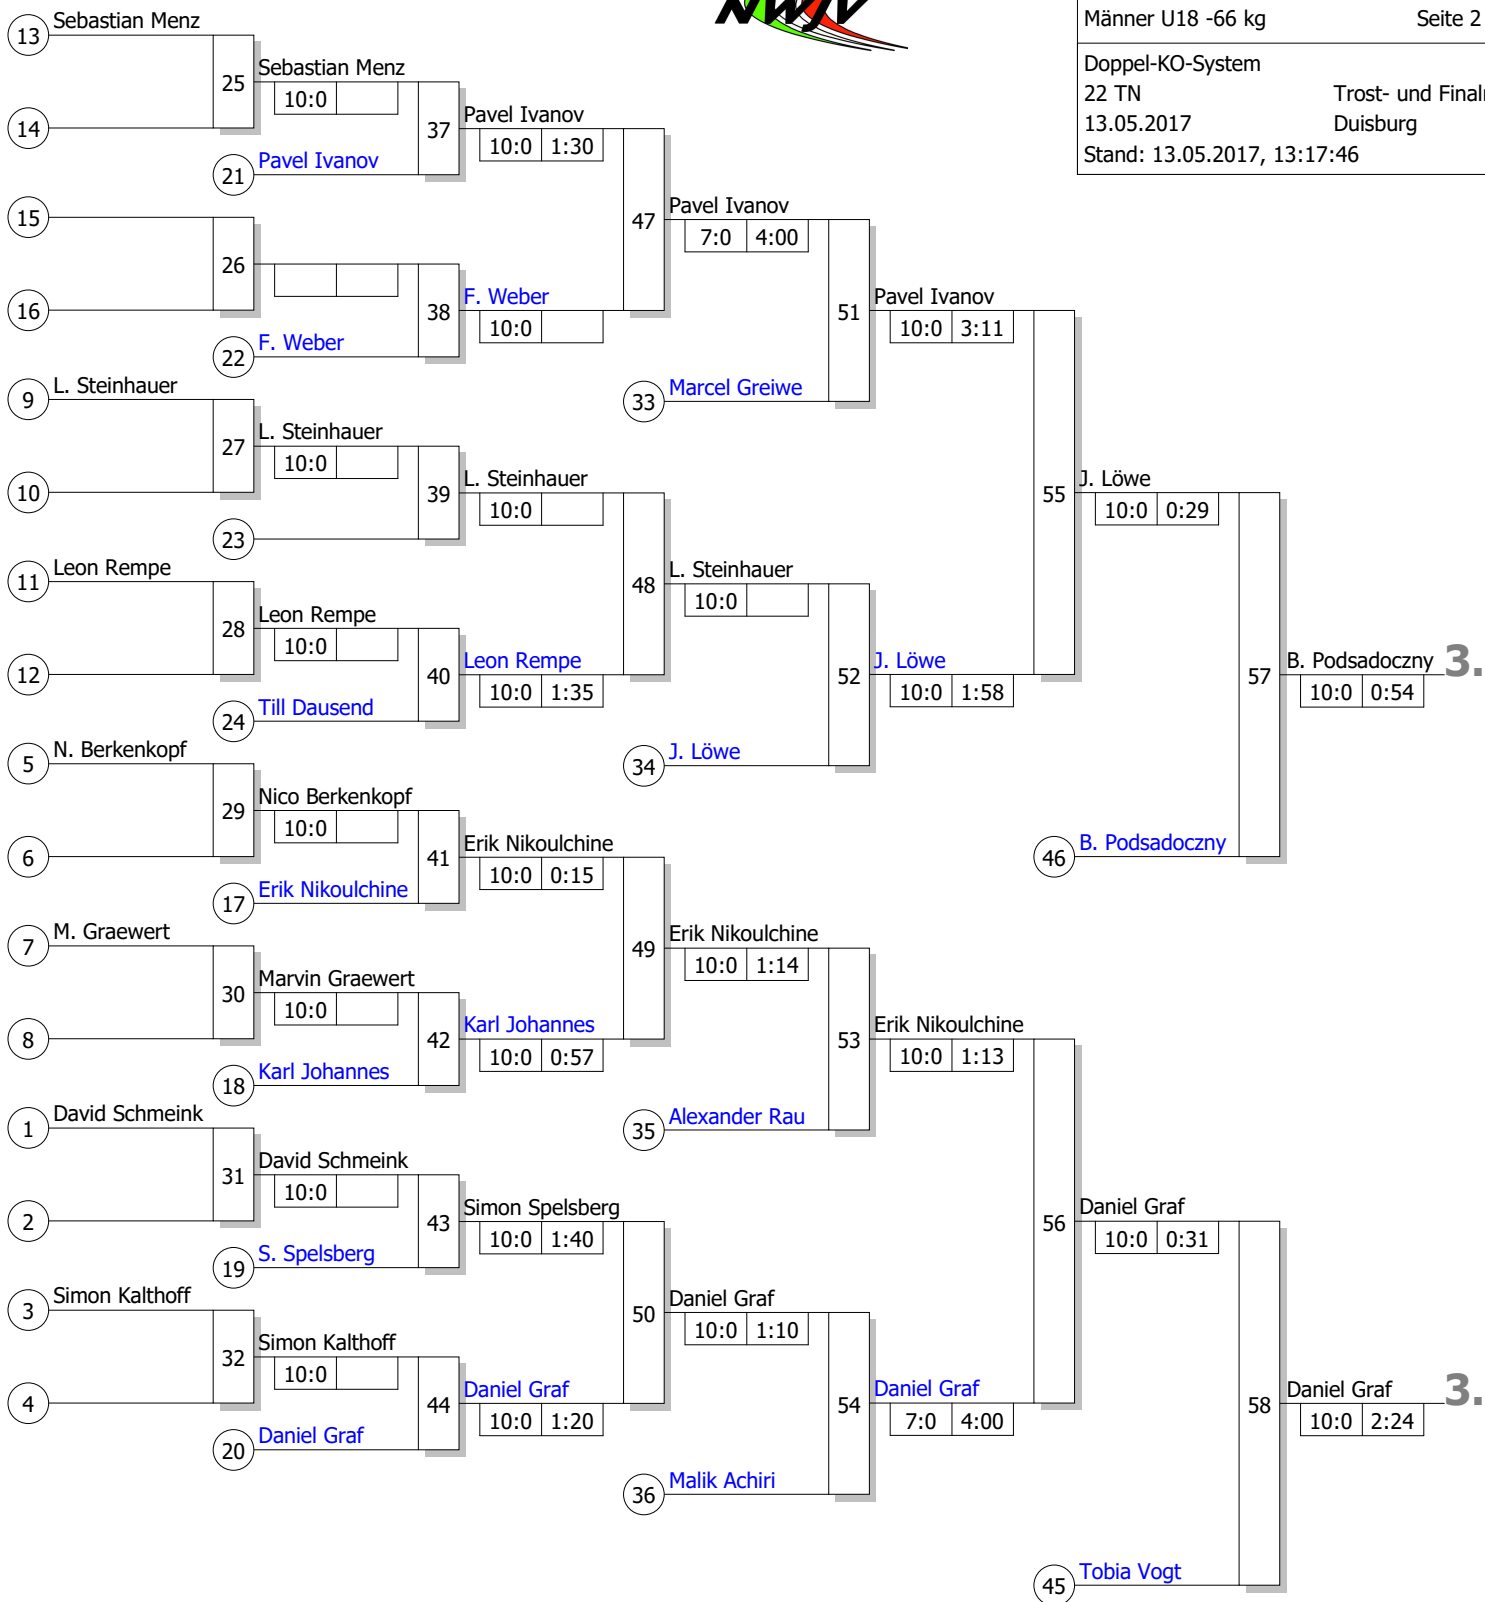 NWJV
Männer U18 -66 kg Seite 2
Doppel-KO-System
22 TN Trost- und Finalr
13.05.2017 Duisburg
Stand: 13.05.2017, 13:17:46
13 Sebastian Menz
25 Sebastian Menz
10:0
14
37 Pavel Ivanov
10:0 1:30
21 Pavel Ivanov
15
47 Pavel Ivanov
7:0 4:00
26
16
38 F. Weber
10:0
22 F. Weber
51 Pavel Ivanov
10:0 3:11
33 Marcel Greiwe
9 L. Steinhauer
27 L. Steinhauer
10:0
10
39 L. Steinhauer
10:0
23
55 J. Löwe
10:0 0:29
11 Leon Rempe
28 Leon Rempe
10:0
12
48 L. Steinhauer
10:0
40 Leon Rempe
10:0 1:35
24 Till Dausend
52 J. Löwe
10:0 1:58
34 J. Löwe
57 B. Podsadoczny 3.
10:0 0:54
46 B. Podsadoczny
5 N. Berkenkopf
29 Nico Berkenkopf
10:0
6
41 Erik Nikoulchine
10:0 0:15
17 Erik Nikoulchine
7 M. Graewert
49 Erik Nikoulchine
10:0 1:14
30 Marvin Graewert
10:0
8
42 Karl Johannes
10:0 0:57
18 Karl Johannes
53 Erik Nikoulchine
10:0 1:13
35 Alexander Rau
1 David Schmeink
31 David Schmeink
10:0
2
43 Simon Spelsberg
10:0 1:40
19 S. Spelsberg
56 Daniel Graf
10:0 0:31
3 Simon Kalthoff
50 Daniel Graf
10:0 1:10
32 Simon Kalthoff
10:0
4
44 Daniel Graf
10:0 1:20
20 Daniel Graf
54 Daniel Graf
7:0 4:00
36 Malik Achiri
58 Daniel Graf 3.
10:0 2:24
45 Tobia Vogt